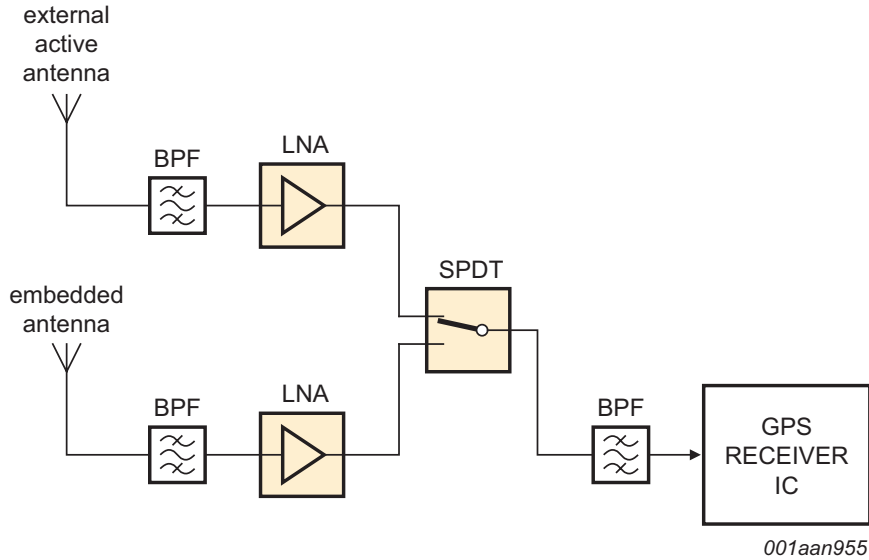 external
active
antenna
BPF
LNA
SPDT
embedded
antenna
BPF
LNA
BPF
GPS
RECEIVER
IC
001aan955